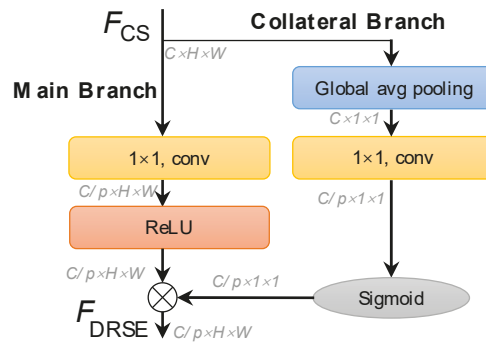 F_CS
Collateral Branch
C×H×W
Main Branch
Global avg pooling
C×1×1
1×1, conv
1×1, conv
C/p×H×W
C/p×1×1
ReLU
C/p×H×W
C/p×1×1
Sigmoid
F_DRSE
C/p×H×W